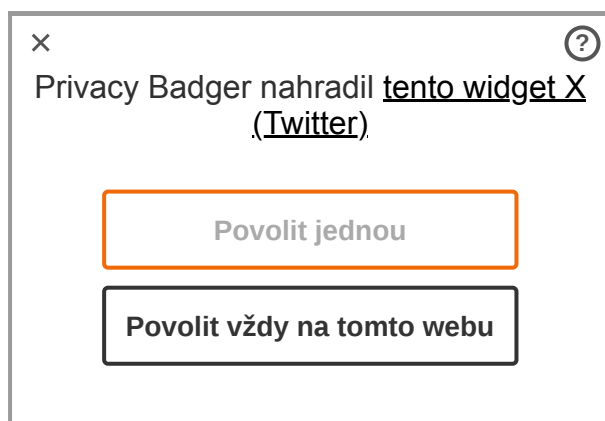 ×
?
Privacy Badger nahradil tento widget X
(Twitter)
Povolit jednou
Povolit vždy na tomto webu